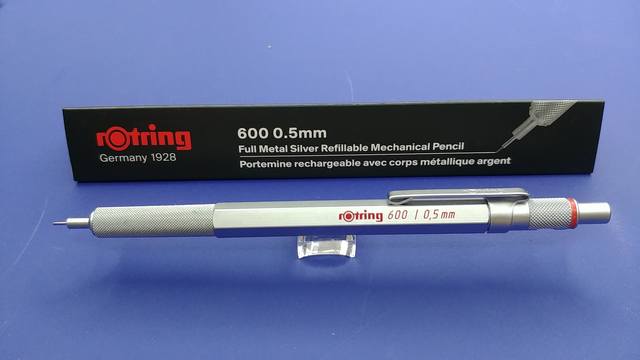 rotring
Germany 1928
600 0.5mm
Full Metal Silver Refillable Mechanical Pencil
Portemine rechargeable avec corps métallique argent
rotring 600 | 0,5 mm